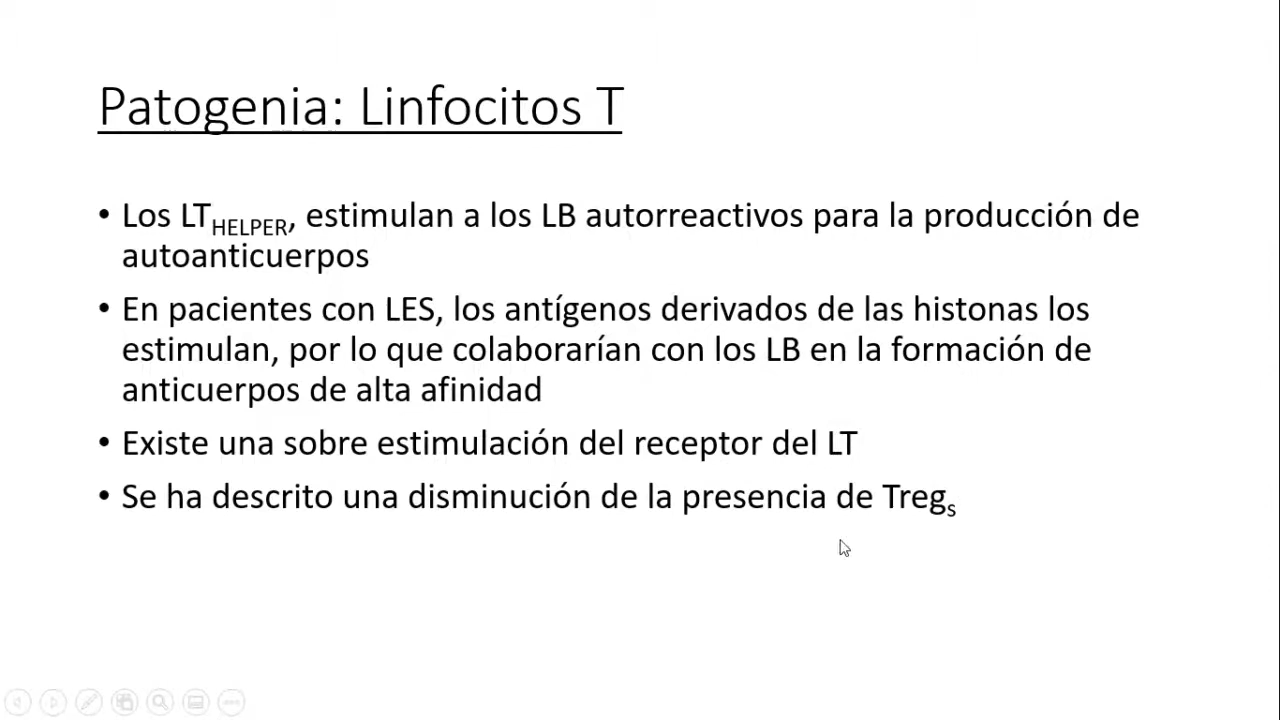 Patogenia: Linfocitos T
• Los LTHELPER, estimulan a los LB autorreactivos para la producción de
autoanticuerpos
• En pacientes con LES, los antígenos derivados de las histonas los
estimulan, por lo que colaborarían con los LB en la formación de
anticuerpos de alta afinidad
• Existe una sobre estimulación del receptor del LT
• Se ha descrito una disminución de la presencia de Tregs